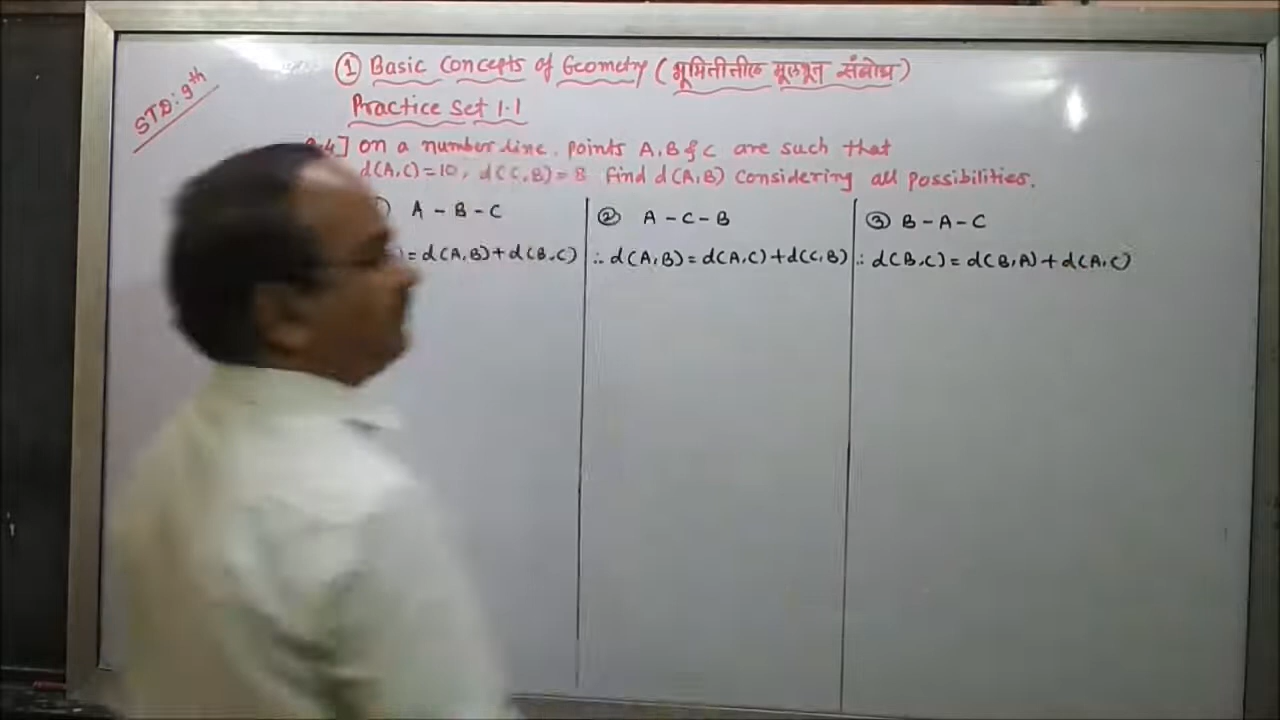 STD: 9th
① Basic Concepts of Geometry (भूमितीतील मूलभूत संबोध)
Practice Set 1.1
4] On a number line, points A, B & C are such that
d(A,C)=10, d(C,B)=8 Find d(A,B) Considering all possibilities.
) A - B - C
)= d(A,B)+d(B,C)
② A - C - B
∴ d(A,B)= d(A,C)+d(C,B)
③ B - A - C
∴ d(B,C)= d(B,A)+d(A,C)